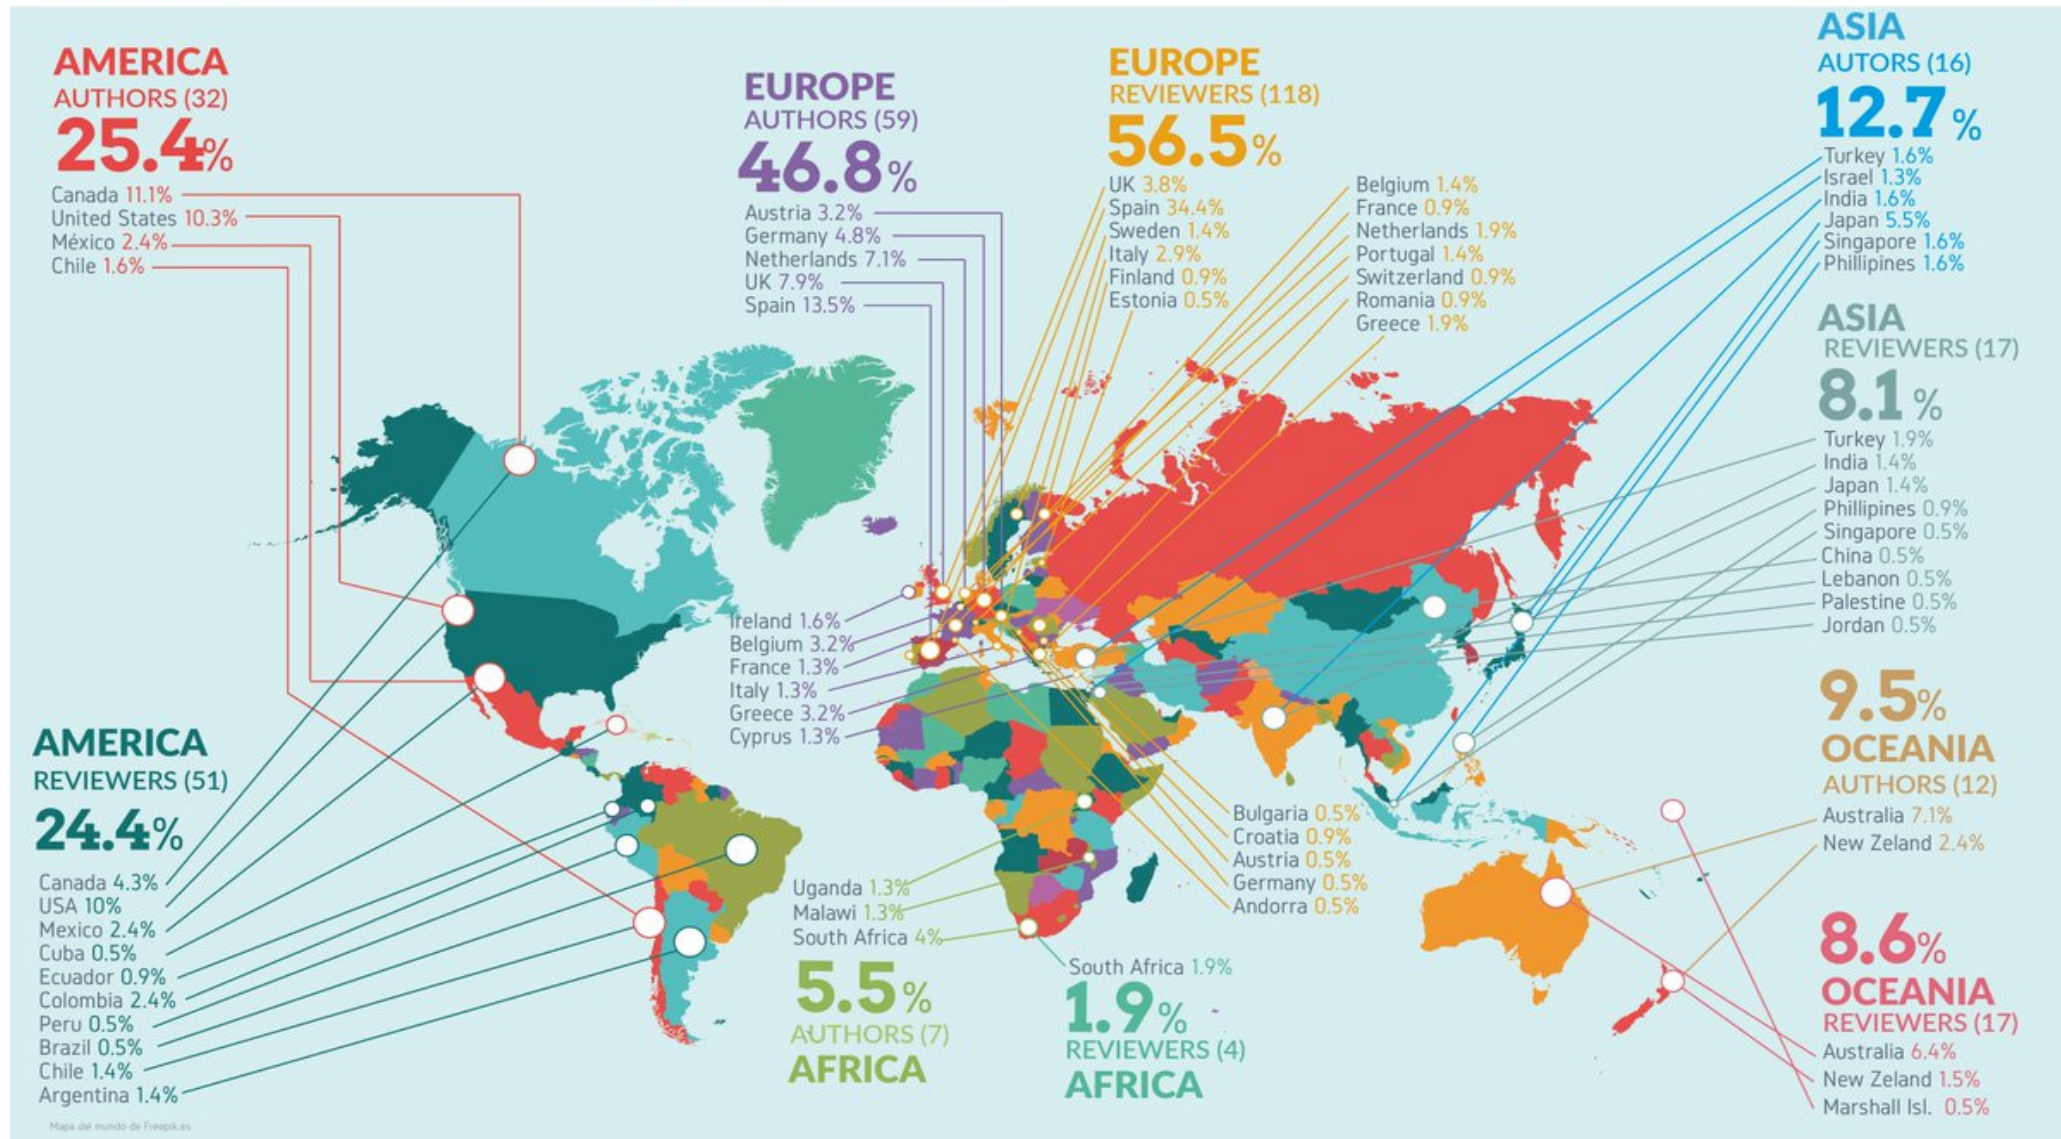 AMERICA
AUTHORS (32)
25.4%
Canada 11.1%
United States 10.3%
México 2.4%
Chile 1.6%
EUROPE
AUTHORS (59)
46.8%
Austria 3.2%
Germany 4.8%
Netherlands 7.1%
UK 7.9%
Spain 13.5%
Ireland 1.6%
Belgium 3.2%
France 1.3%
Italy 1.3%
Greece 3.2%
Cyprus 1.3%
EUROPE
REVIEWERS (118)
56.5%
UK 3.8%
Spain 34.4%
Sweden 1.4%
Italy 2.9%
Finland 0.9%
Estonia 0.5%
Belgium 1.4%
France 0.9%
Netherlands 1.9%
Portugal 1.4%
Switzerland 0.9%
Romania 0.9%
Greece 1.9%
Bulgaria 0.5%
Croatia 0.9%
Austria 0.5%
Germany 0.5%
Andorra 0.5%
ASIA
AUTORS (16)
12.7%
Turkey 1.6%
Israel 1.3%
India 1.6%
Japan 5.5%
Singapore 1.6%
Phillipines 1.6%
ASIA
REVIEWERS (17)
8.1%
Turkey 1.9%
India 1.4%
Japan 1.4%
Phillipines 0.9%
Singapore 0.5%
China 0.5%
Lebanon 0.5%
Palestine 0.5%
Jordan 0.5%
9.5%
OCEANIA
AUTHORS (12)
Australia 7.1%
New Zeland 2.4%
8.6%
OCEANIA
REVIEWERS (17)
Australia 6.4%
New Zeland 1.5%
Marshall Isl. 0.5%
AMERICA
REVIEWERS (51)
24.4%
Canada 4.3%
USA 10%
Mexico 2.4%
Cuba 0.5%
Ecuador 0.9%
Colombia 2.4%
Peru 0.5%
Brazil 0.5%
Chile 1.4%
Argentina 1.4%
Uganda 1.3%
Malawi 1.3%
South Africa 4%
5.5%
AUTHORS (7)
AFRICA
South Africa 1.9%
1.9%
REVIEWERS (4)
AFRICA
Mapa del mundo de Freepik.es